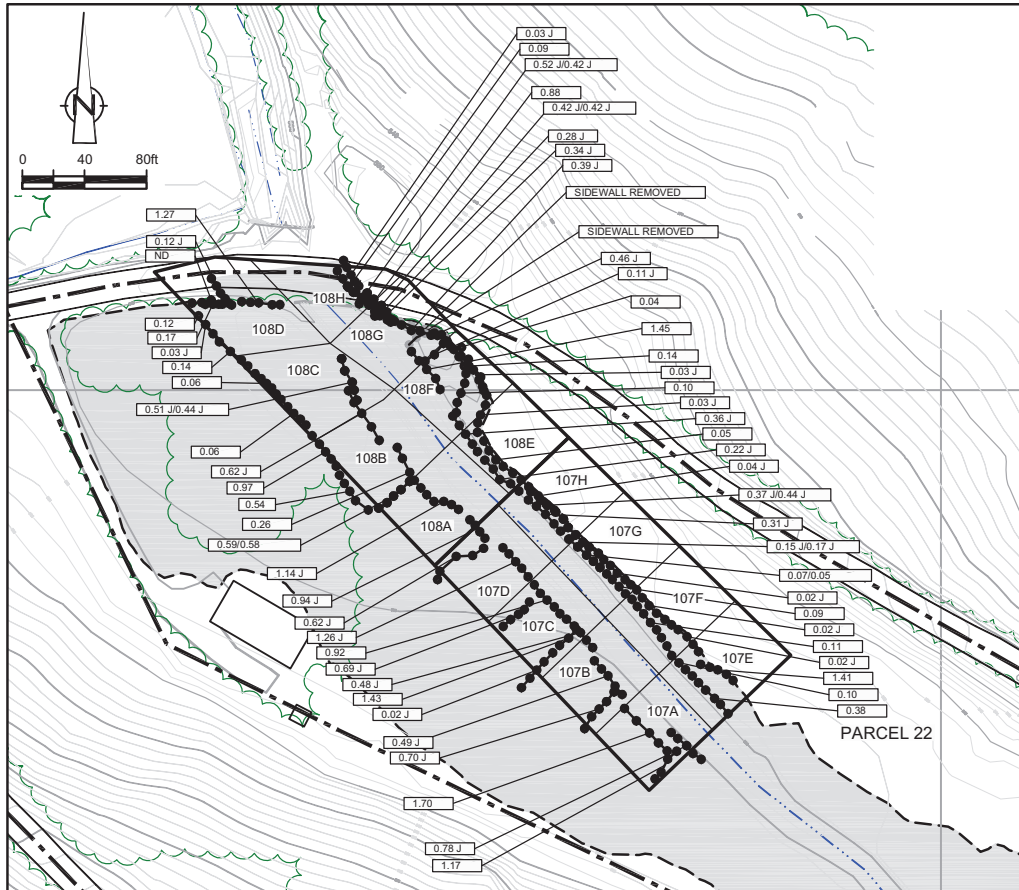 0.03 J
0.09
0.52 J/0.42 J
0.88
0.42 J/0.42 J
0.28 J
0.34 J
0.39 J
SIDEWALL REMOVED
SIDEWALL REMOVED
0.46 J
0.11 J
0.04
1.45
0.14
0.03 J
0.10
0.03 J
0.36 J
0.05
0.22 J
0.04 J
0.37 J/0.44 J
0.31 J
0.15 J/0.17 J
0.07/0.05
0.02 J
0.09
0.02 J
0.11
0.02 J
1.41
0.10
0.38
PARCEL 22
N
0 40 80ft
1.27
0.12 J
ND
0.12
0.17
0.03 J
0.14
0.06
0.51 J/0.44 J
0.06
0.62 J
0.97
0.54
0.26
0.59/0.58
1.14 J
0.94 J
0.62 J
1.26 J
0.92
0.69 J
0.48 J
1.43
0.02 J
0.49 J
0.70 J
1.70
0.78 J
1.17
108H
108G
108D
108C
108F
108B
108E
108A
107H
107G
107D
107F
107C
107E
107B
107A